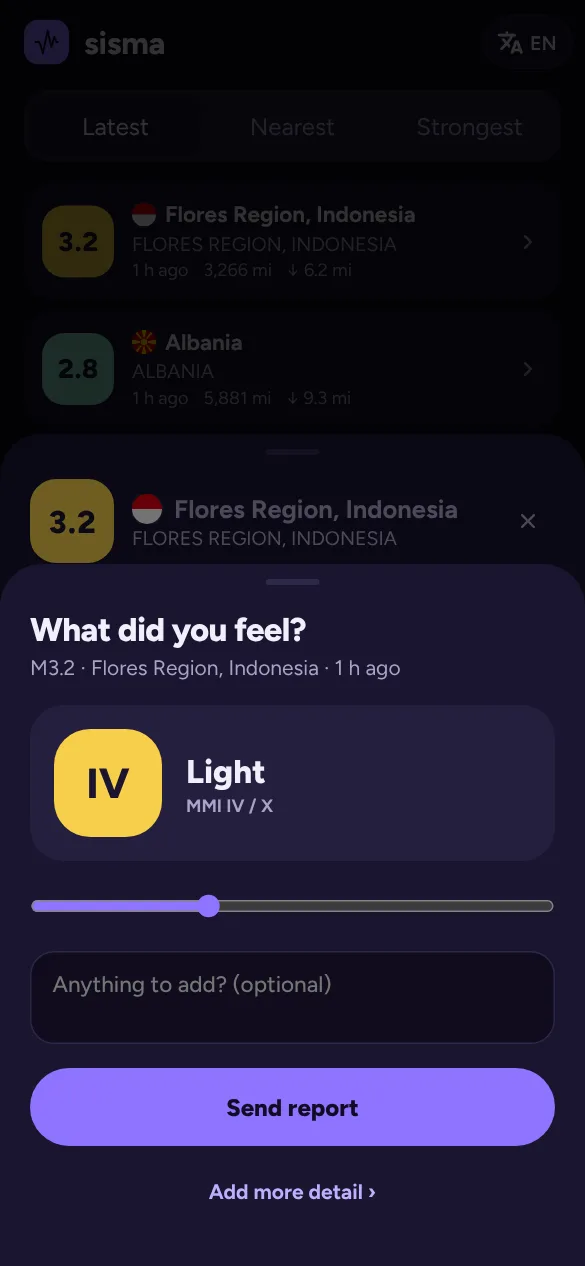 sisma
EN
Latest
Nearest
Strongest
3.2
Flores Region, Indonesia
FLORES REGION, INDONESIA
1 h ago 3,266 mi ↓ 6.2 mi
2.8
Albania
ALBANIA
1 h ago 5,881 mi ↓ 9.3 mi
3.2
Flores Region, Indonesia
FLORES REGION, INDONESIA
What did you feel?
M3.2 · Flores Region, Indonesia · 1 h ago
IV
Light
MMI IV / X
Anything to add? (optional)
Send report
Add more detail ›